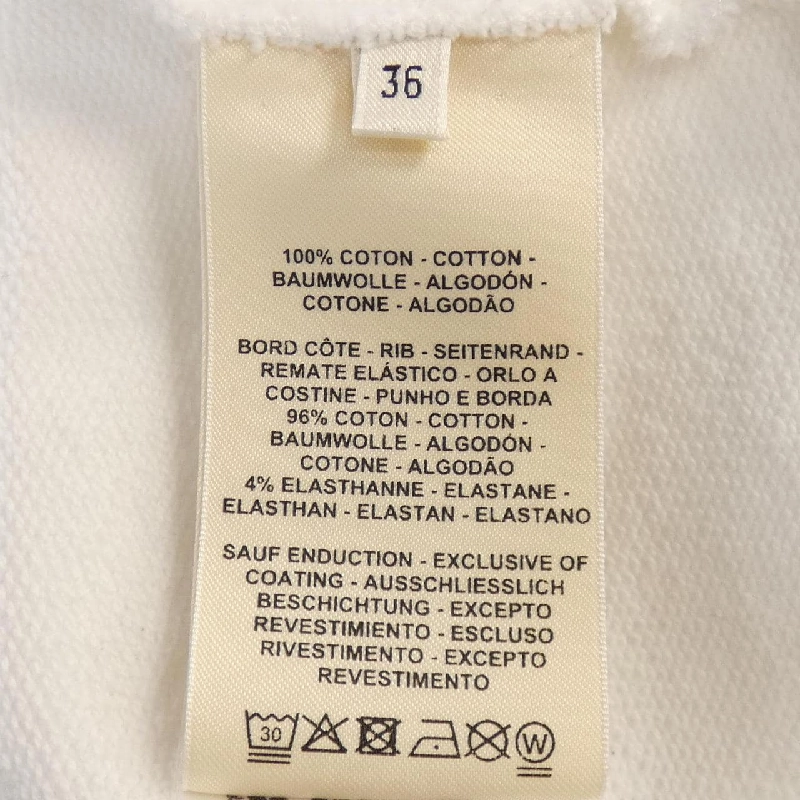 36
100% COTON - COTTON -
BAUMWOLLE - ALGODÓN -
COTONE - ALGODÃO
BORD CÔTE - RIB - SEITENRAND -
REMATE ELÁSTICO - ORLO A
COSTINE - PUNHO E BORDA
96% COTON - COTTON -
BAUMWOLLE - ALGODÓN -
COTONE - ALGODÃO
4% ELASTHANNE - ELASTANE -
ELASTHAN - ELASTAN - ELASTANO
SAUF ENDUCTION - EXCLUSIVE OF
COATING - AUSSCHLIESSLICH
BESCHICHTUNG - EXCEPTO
REVESTIMIENTO - ESCLUSO
RIVESTIMENTO - EXCEPTO
REVESTIMENTO
30 W